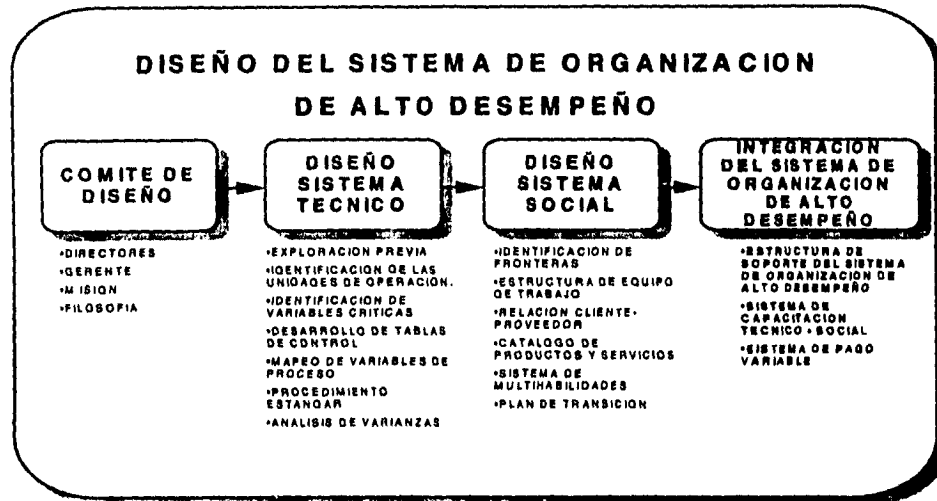 DISEÑO DEL SISTEMA DE ORGANIZACION
DE ALTO DESEMPEÑO
COMITE DE
DISEÑO
•DIRECTORES
•GERENTE
•MISION
•FILOSOFIA
DISEÑO
SISTEMA
TECNICO
•EXPLORACION PREVIA
•IDENTIFICACION DE LAS
UNIDADES DE OPERACION.
•IDENTIFICACION DE
VARIABLES CRITICAS
•DESARROLLO DE TABLAS
DE CONTROL
•MAPEO DE VARIABLES DE
PROCESO
•PROCEDIMIENTO
ESTANDAR
•ANALISIS DE VARIANZAS
DISEÑO
SISTEMA
SOCIAL
•IDENTIFICACION DE
FRONTERAS
•ESTRUCTURA DE EQUIPO
DE TRABAJO
•RELACION CLIENTE-
PROVEEDOR
•CATALOGO DE
PRODUCTOS Y SERVICIOS
•SISTEMA DE
MULTIHABILIDADES
•PLAN DE TRANSICION
INTEGRACION
DEL SISTEMA DE
ORGANIZACION
DE ALTO
DESEMPEÑO
•ESTRUCTURA DE
SOPORTE DEL SISTEMA
DE ORGANIZACION DE
ALTO DESEMPEÑO
•SISTEMA DE
CAPACITACION
TECNICO - SOCIAL
•SISTEMA DE PAGO
VARIABLE